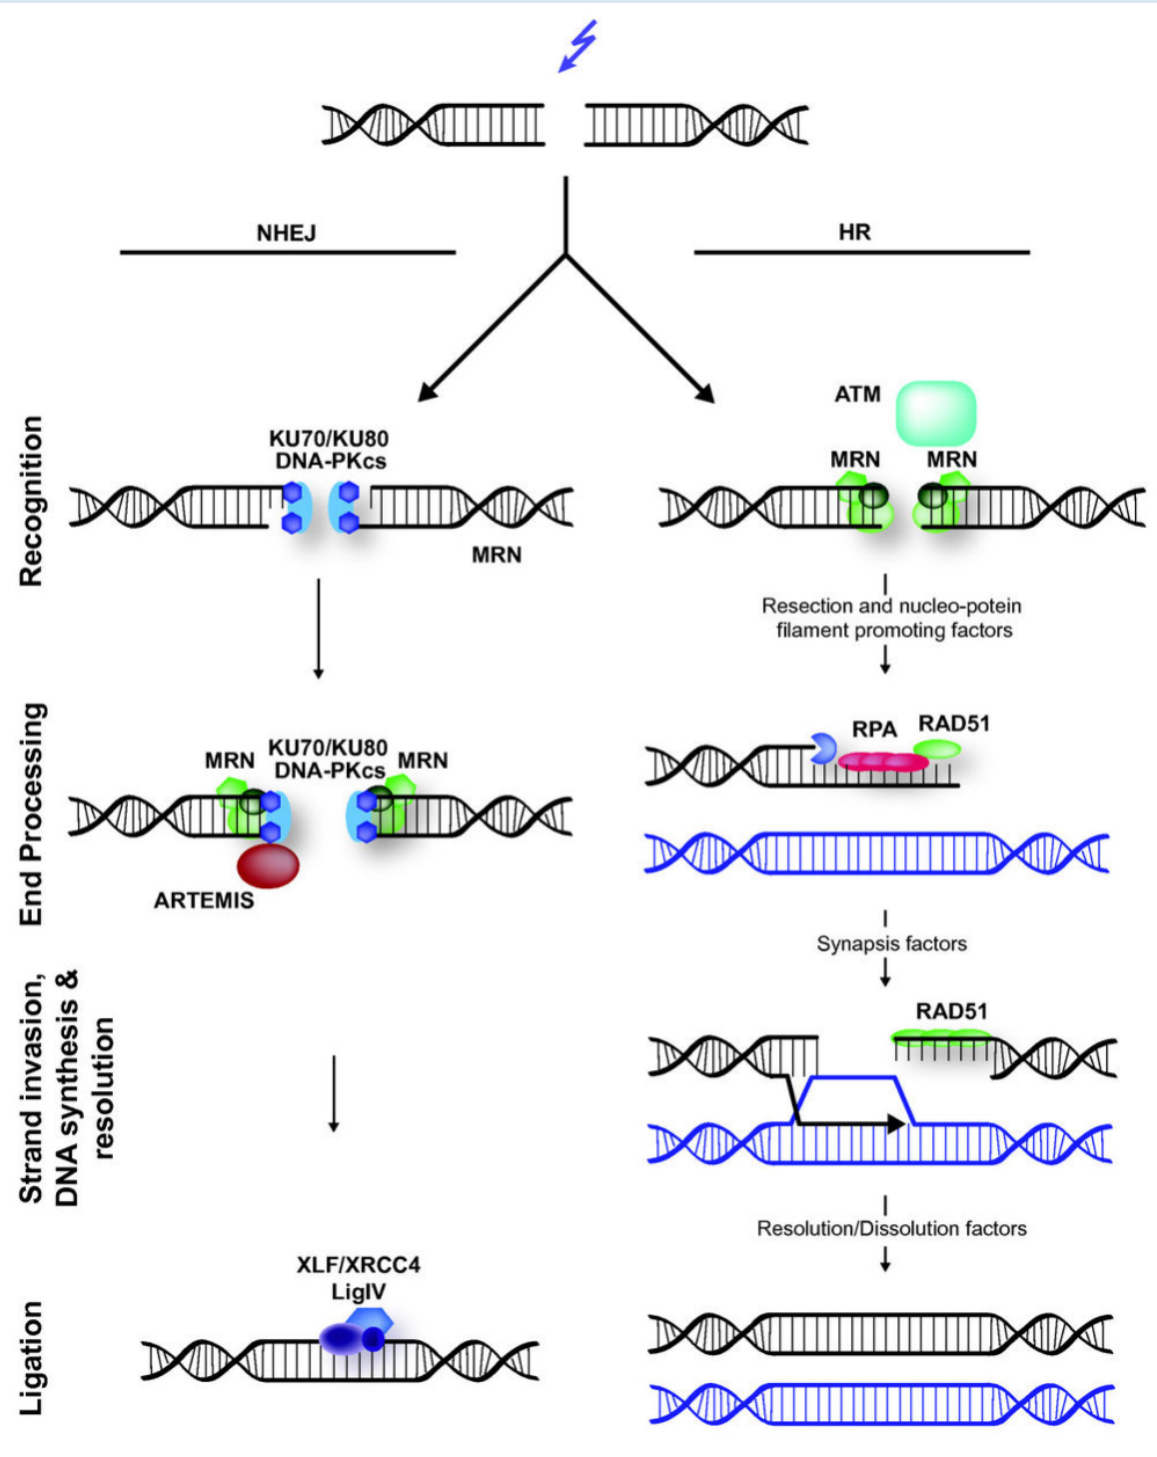 NHEJ
HR
Recognition
KU70/KU80
DNA-PKcs
MRN
ATM
MRN
MRN
Resection and nucleo-potein
filament promoting factors
End Processing
MRN
KU70/KU80
DNA-PKcs
MRN
ARTEMIS
RPA
RAD51
Synapsis factors
Strand invasion,
DNA synthesis &
resolution
RAD51
Resolution/Dissolution factors
Ligation
XLF/XRCC4
LigIV